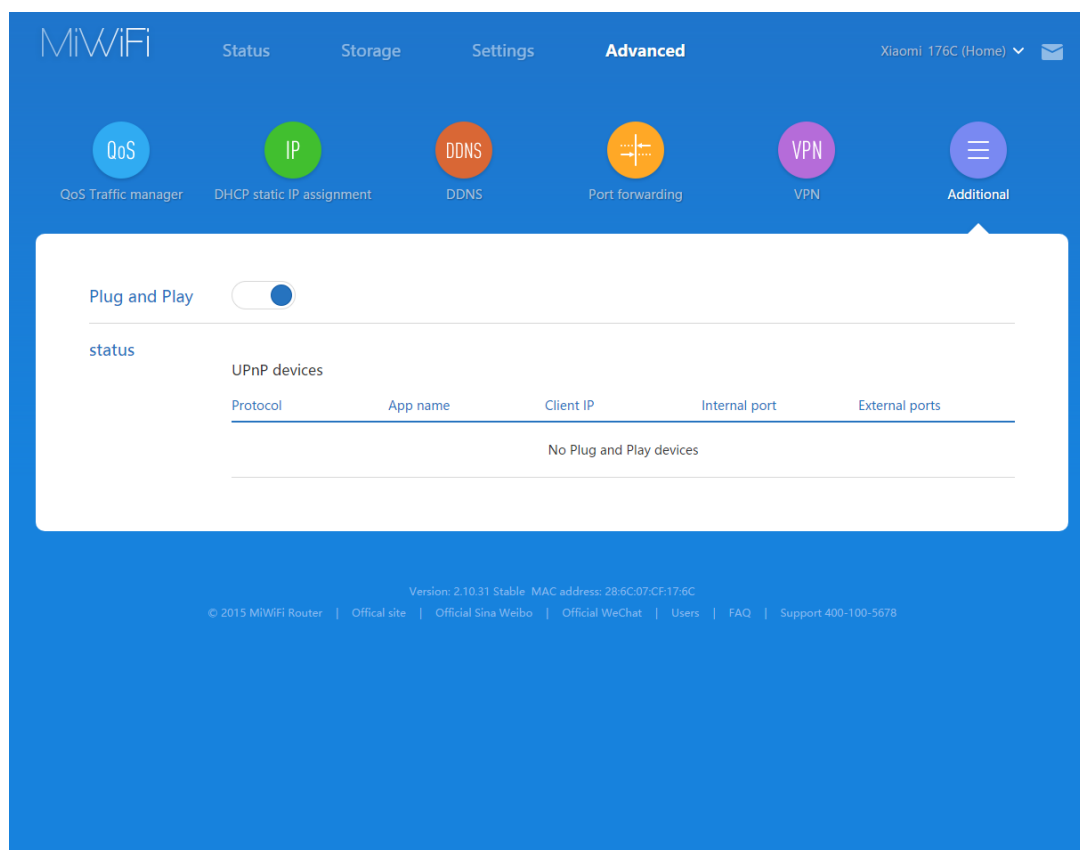 MiWiFi Status Storage Settings Advanced Xiaomi 176C (Home)
QoS IP DDNS VPN
QoS Traffic manager DHCP static IP assignment DDNS Port forwarding VPN Additional
Plug and Play
status
UPnP devices
Protocol App name Client IP Internal port External ports
No Plug and Play devices
Version: 2.10.31 Stable MAC address: 28:6C:07:CF:17:6C
© 2015 MiWiFi Router | Offical site | Official Sina Weibo | Official WeChat | Users | FAQ | Support 400-100-5678